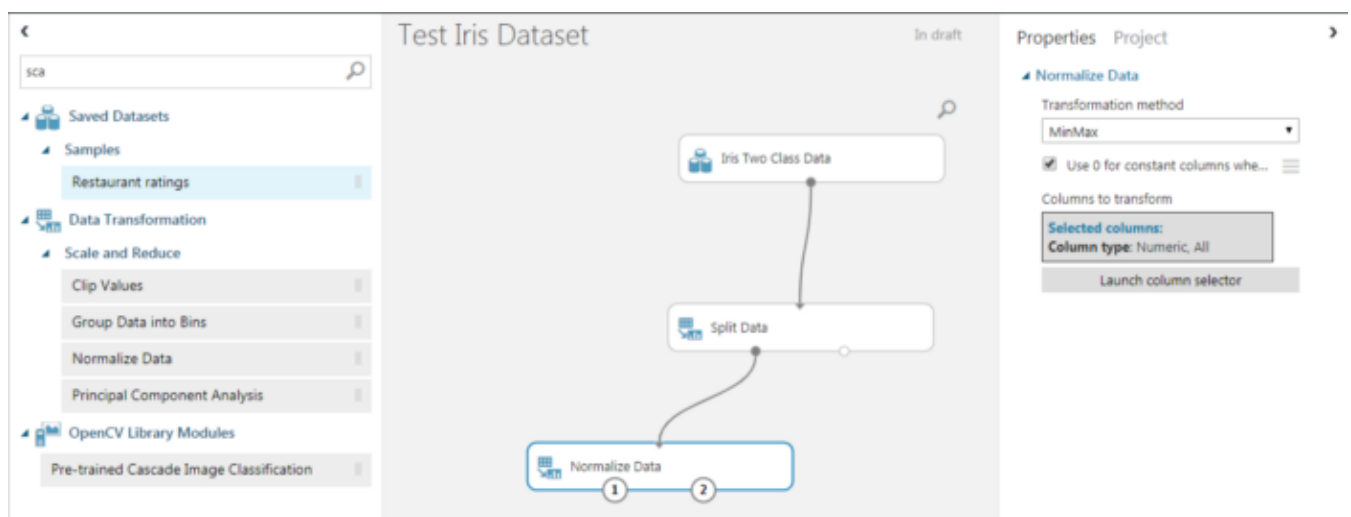 sca
Saved Datasets
Samples
Restaurant ratings
Data Transformation
Scale and Reduce
Clip Values
Group Data into Bins
Normalize Data
Principal Component Analysis
OpenCV Library Modules
Pre-trained Cascade Image Classification
Test Iris Dataset
In draft
Iris Two Class Data
Split Data
Normalize Data
1 2
Properties Project
Normalize Data
Transformation method
MinMax
Use 0 for constant columns whe...
Columns to transform
Selected columns:
Column type: Numeric, All
Launch column selector